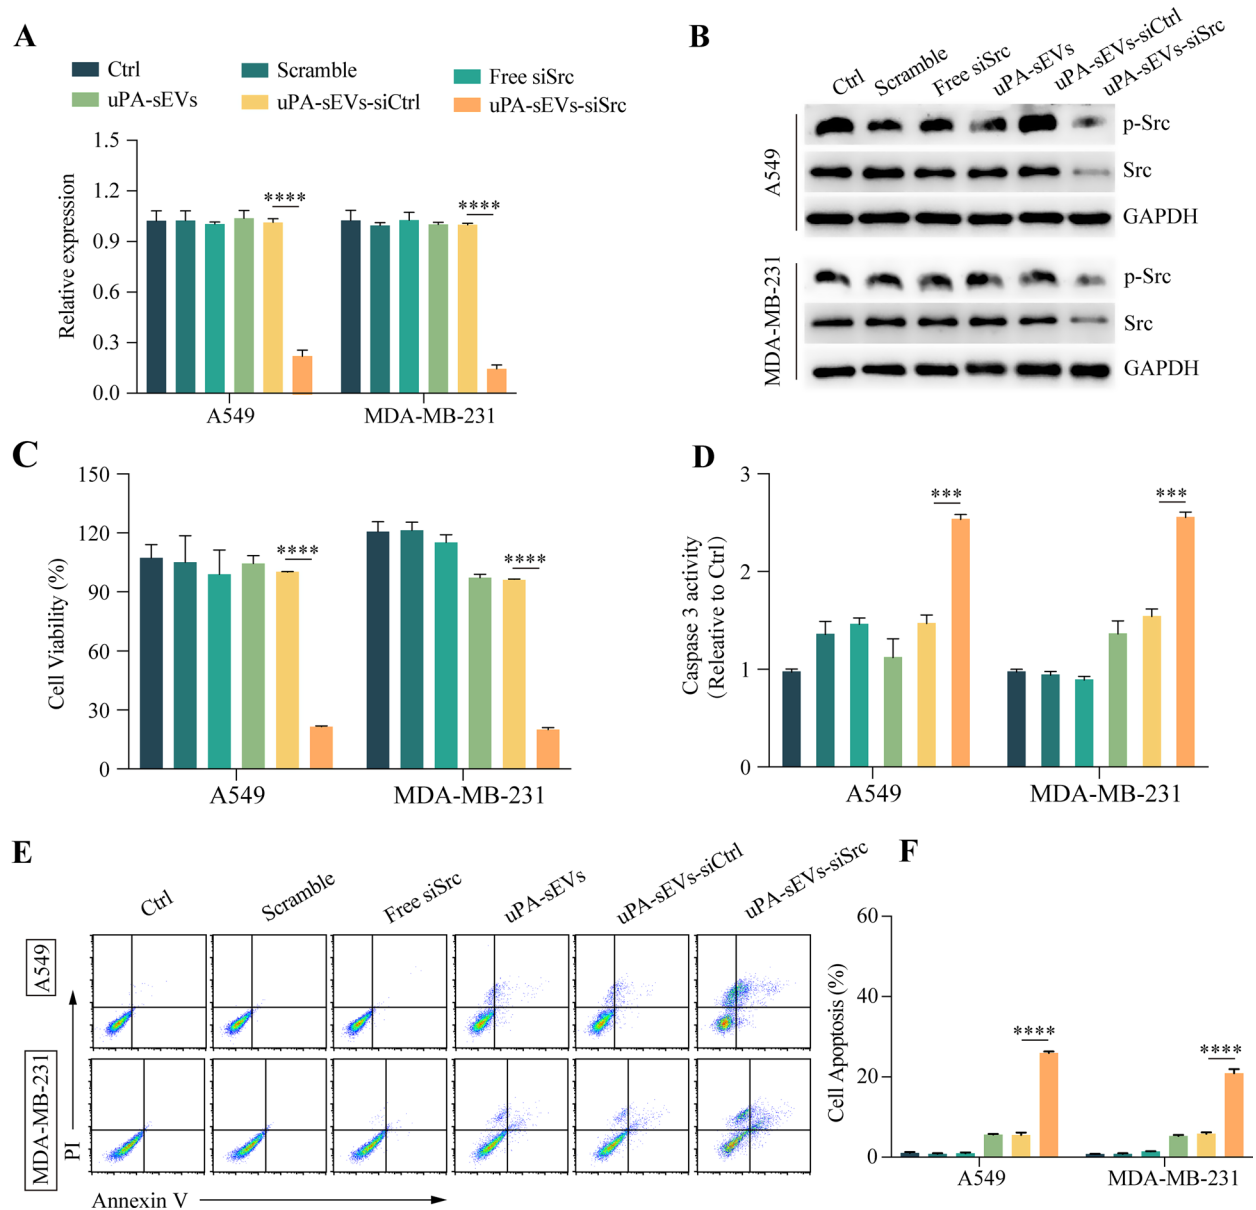 A
Ctrl
Scramble
Free siSrc
uPA-sEVs
uPA-sEVs-siCtrl
uPA-sEVs-siSrc
Relative expression
1.5
1.2
0.9
0.6
0.3
0.0
****
****
A549
MDA-MB-231
B
Ctrl
Scramble
Free siSrc
uPA-sEVs
uPA-sEVs-siCtrl
uPA-sEVs-siSrc
A549
p-Src
Src
GAPDH
MDA-MB-231
p-Src
Src
GAPDH
C
Cell Viability (%)
150
120
90
60
30
0
****
****
A549
MDA-MB-231
D
Caspase 3 activity
(Releative to Ctrl)
3
2
1
0
***
***
A549
MDA-MB-231
E
Ctrl
Scramble
Free siSrc
uPA-sEVs
uPA-sEVs-siCtrl
uPA-sEVs-siSrc
A549
MDA-MB-231
PI
Annexin V
F
Cell Apoptosis (%)
60
40
20
0
****
****
A549
MDA-MB-231